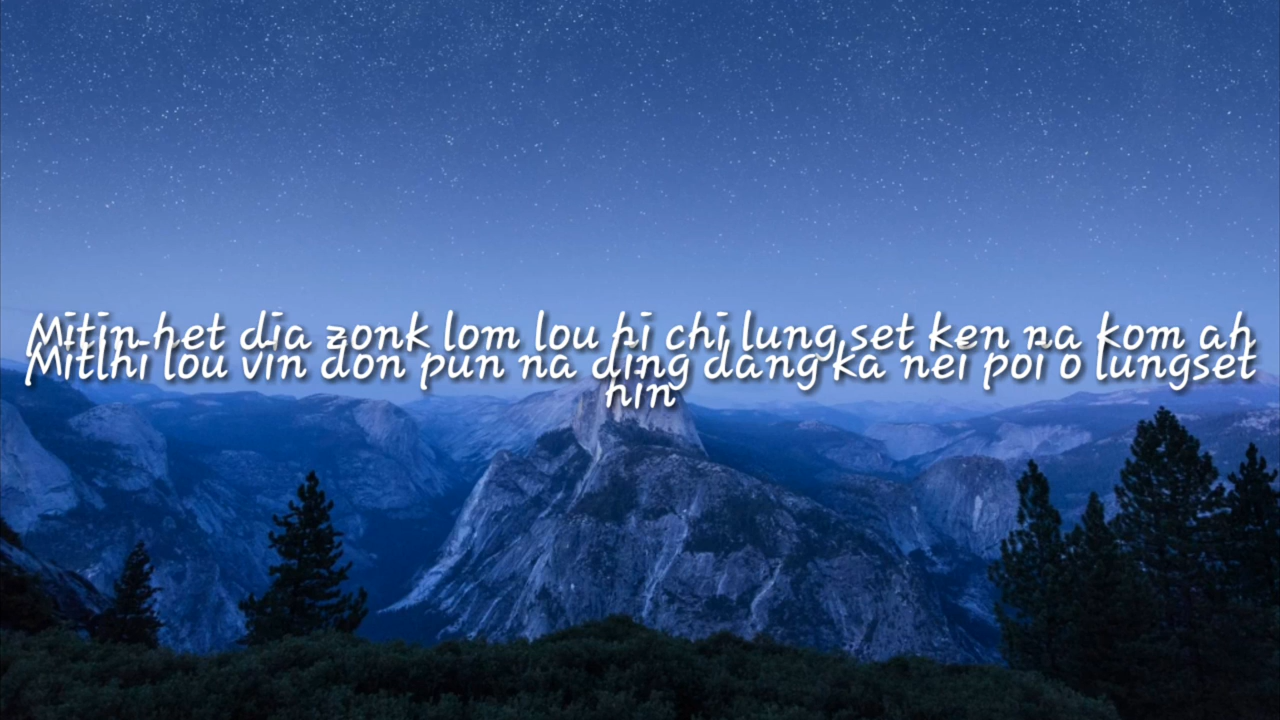 Mitin het dia zonk lom lou hi chi lung set ken na kom ah
Mitlhi lou vin don pun na ding dang ka nei poi o lungset
hin